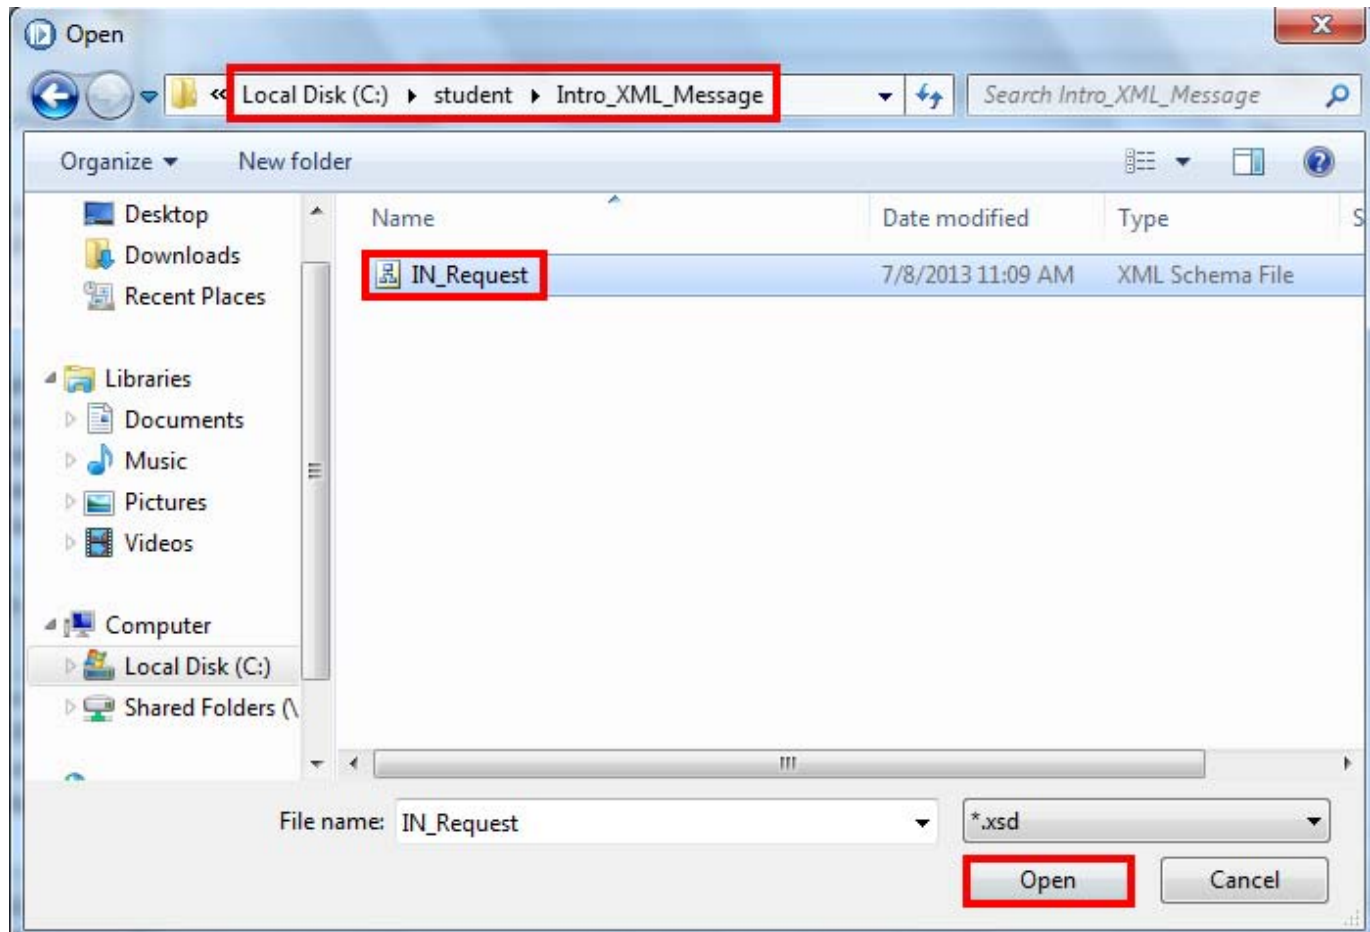 Open
« Local Disk (C:) ▸ student ▸ Intro_XML_Message
Search Intro_XML_Message
Organize
New folder
Desktop
Downloads
Recent Places
Libraries
Documents
Music
Pictures
Videos
Computer
Local Disk (C:)
Shared Folders (\
Name Date modified Type S
IN_Request 7/8/2013 11:09 AM XML Schema File
File name: IN_Request *.xsd
Open Cancel